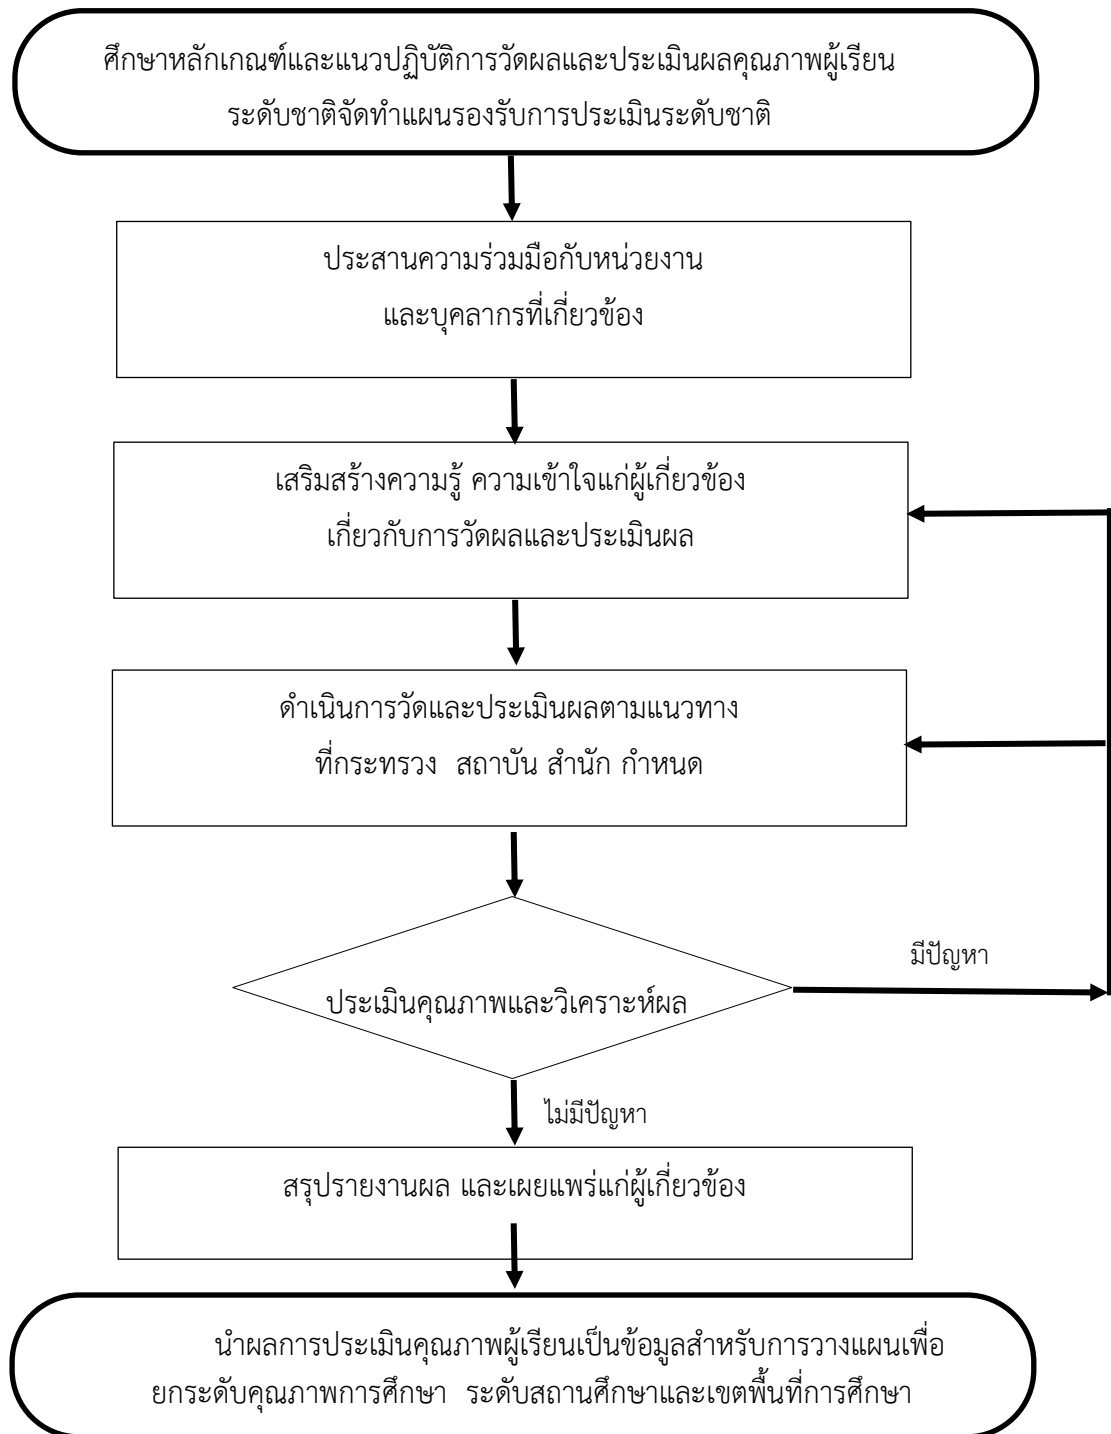 ศึกษาหลักเกณฑ์และแนวปฏิบัติการวัดผลและประเมินผลคุณภาพผู้เรียน
ระดับชาติจัดทำแผนรองรับการประเมินระดับชาติ
ประสานความร่วมมือกับหน่วยงาน
และบุคลากรที่เกี่ยวข้อง
เสริมสร้างความรู้ ความเข้าใจแก่ผู้เกี่ยวข้อง
เกี่ยวกับการวัดผลและประเมินผล
ดำเนินการวัดและประเมินผลตามแนวทาง
ที่กระทรวง สถาบัน สำนัก กำหนด
มีปัญหา
ประเมินคุณภาพและวิเคราะห์ผล
ไม่มีปัญหา
สรุปรายงานผล และเผยแพร่แก่ผู้เกี่ยวข้อง
นำผลการประเมินคุณภาพผู้เรียนเป็นข้อมูลสำหรับการวางแผนเพื่อ
ยกระดับคุณภาพการศึกษา ระดับสถานศึกษาและเขตพื้นที่การศึกษา